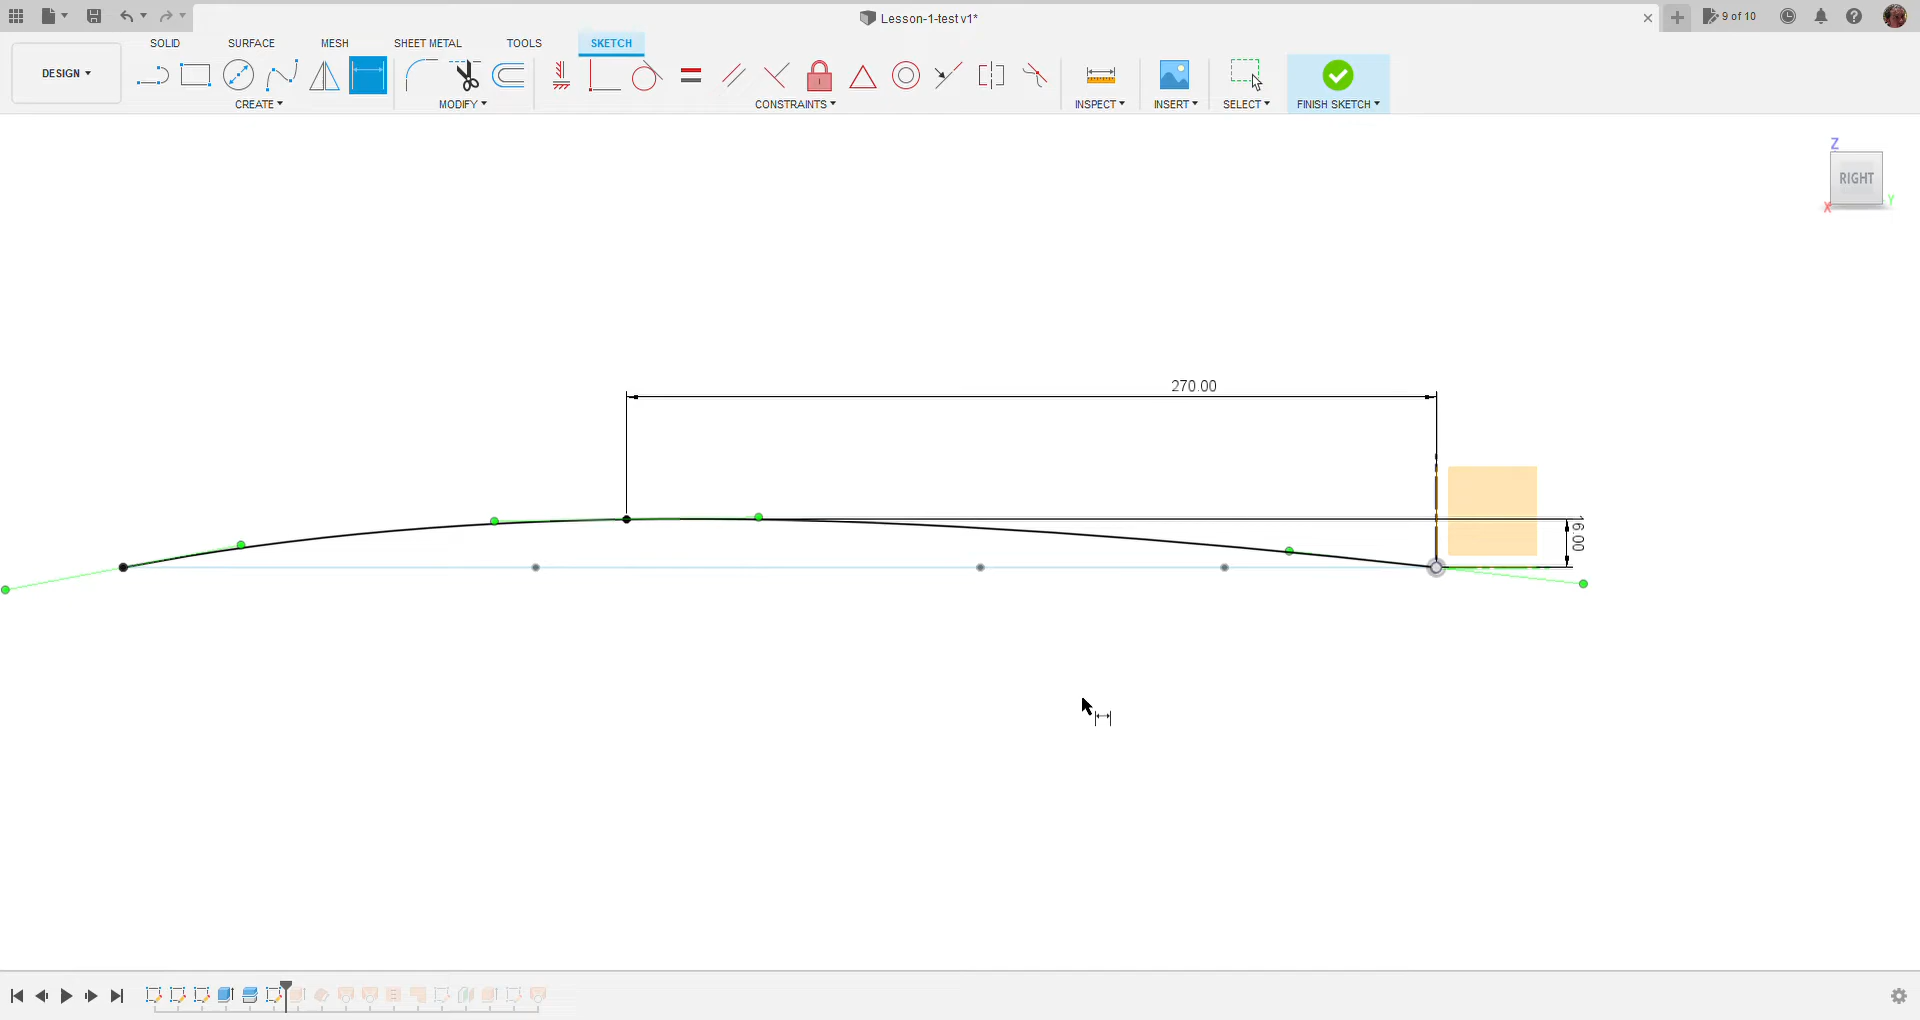 Lesson-1-test v1*
9 of 10
SOLID
SURFACE
MESH
SHEET METAL
TOOLS
SKETCH
DESIGN
CREATE
MODIFY
CONSTRAINTS
INSPECT
INSERT
SELECT
FINISH SKETCH
Z
RIGHT
X
Y
270.00
16.00